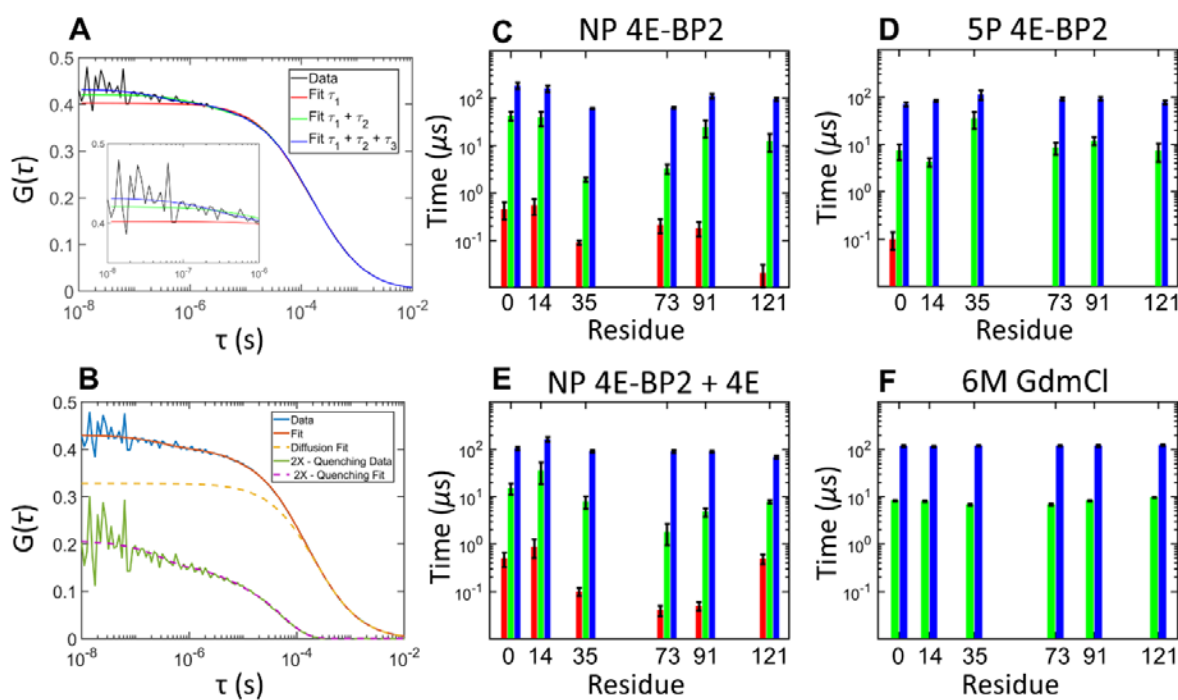 A
G(τ)
0.5
0.4
0.3
0.2
0.1
0
Data
Fit τ1
Fit τ1 + τ2
Fit τ1 + τ2 + τ3
0.5
0.4
10^-8 10^-7 10^-6
10^-8 10^-6 10^-4 10^-2
τ (s)
B
G(τ)
0.5
0.4
0.3
0.2
0.1
0
Data
Fit
Diffusion Fit
2X - Quenching Data
2X - Quenching Fit
10^-8 10^-6 10^-4 10^-2
τ (s)
C NP 4E-BP2
Time (μs)
10^2
10^1
10^0
10^-1
0 14 35 73 91 121
Residue
D 5P 4E-BP2
Time (μs)
10^2
10^1
10^0
10^-1
0 14 35 73 91 121
Residue
E NP 4E-BP2 + 4E
Time (μs)
10^2
10^1
10^0
10^-1
0 14 35 73 91 121
Residue
F 6M GdmCl
Time (μs)
10^2
10^1
10^0
10^-1
0 14 35 73 91 121
Residue